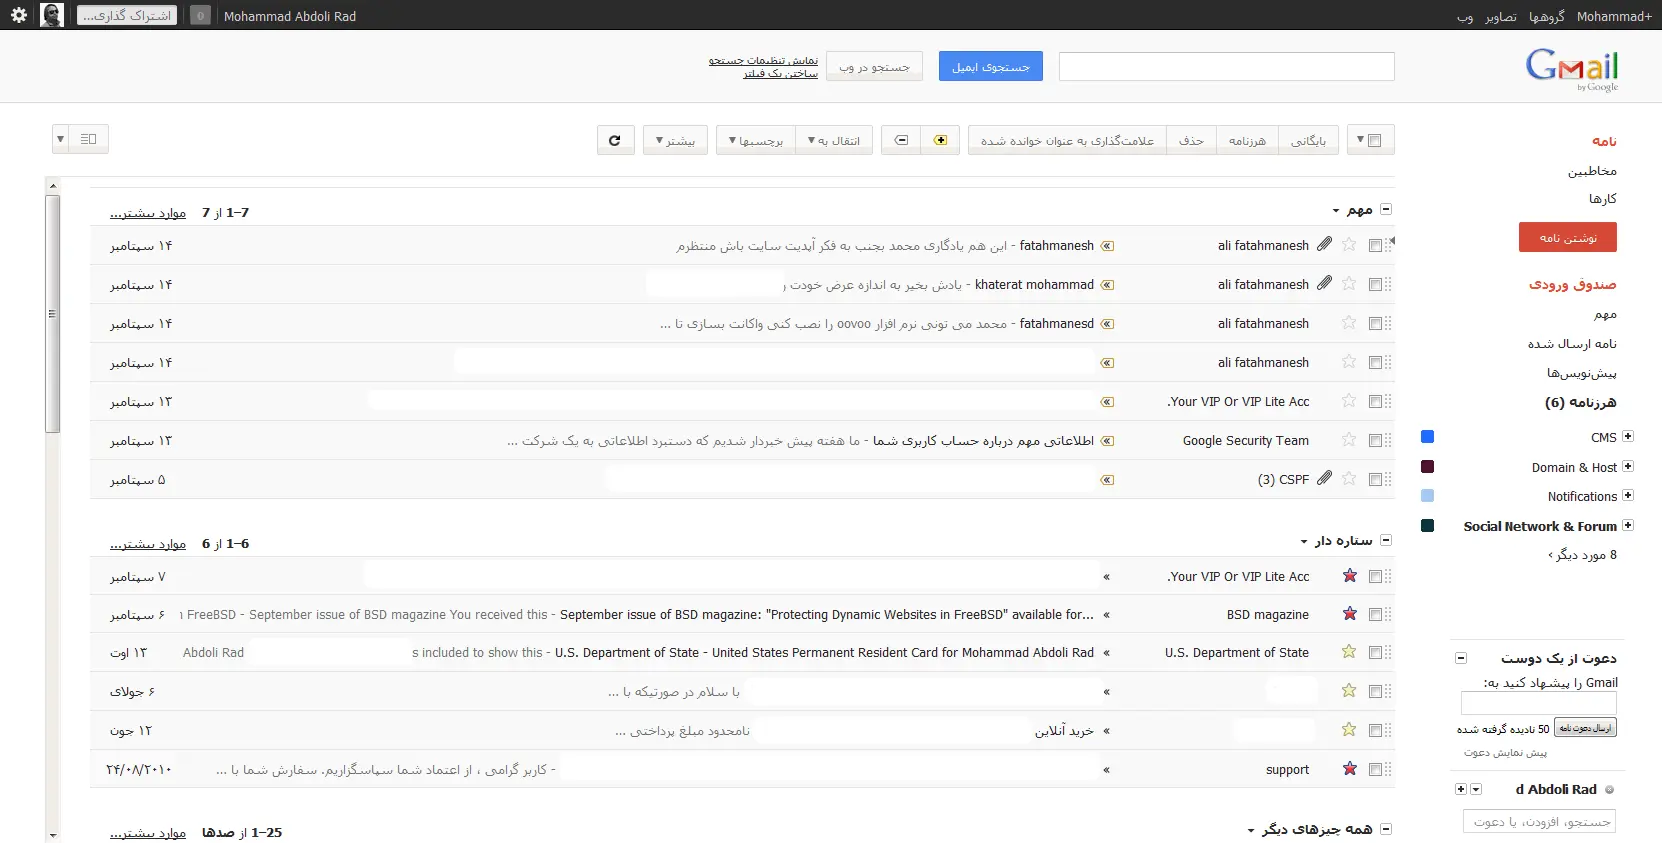 +Mohammad گروهها تصاویر وب
Mohammad Abdoli Rad 0 اشتراک گذاری...
Gmail
by Google
جستجوی ایمیل جستجو در وب نمایش تنظیمات جستجو
ساختن یک فیلتر
بایگانی هرزنامه حذف علامت‌گذاری به عنوان خوانده شده انتقال به برچسبها بیشتر
نامه
مخاطبین
کارها
نوشتن نامه
صندوق ورودی
مهم
نامه ارسال شده
پیش‌نویس‌ها
هرزنامه (6)
CMS
Domain & Host
Notifications
Social Network & Forum
8 مورد دیگر ›
دعوت از یک دوست
Gmail را پیشنهاد کنید به:
ارسال دعوت نامه 50 نادیده گرفته شده
پیش نمایش دعوت
d Abdoli Rad
جستجو، افزودن، یا دعوت
مهم 1–7 از 7 موارد بیشتر...
ali fatahmanesh » fatahmanesh - این هم یادگاری محمد بجنب به فکر آپدیت سایت باش منتظرم ۱۴ سپتامبر
ali fatahmanesh » khaterat mohammad - یادش بخیر به اندازه عرض خودت ر ۱۴ سپتامبر
ali fatahmanesh » fatahmanesd - محمد می تونی نرم افزار oovoo را نصب کنی واکانت بسازی تا ... ۱۴ سپتامبر
ali fatahmanesh » ۱۴ سپتامبر
Your VIP Or VIP Lite Acc. » ۱۳ سپتامبر
Google Security Team » اطلاعاتی مهم درباره حساب کاربری شما - ما هفته پیش خبردار شدیم که دستبرد اطلاعاتی به یک شرکت ... ۱۳ سپتامبر
CSPF (3) » ۵ سپتامبر
ستاره دار 1–6 از 6 موارد بیشتر...
Your VIP Or VIP Lite Acc. » ۷ سپتامبر
BSD magazine » September issue of BSD magazine: "Protecting Dynamic Websites in FreeBSD" available for... - September issue of BSD magazine You received this - FreeBSD ۶ سپتامبر
U.S. Department of State » U.S. Department of State - United States Permanent Resident Card for Mohammad Abdoli Rad - s included to show this Abdoli Rad ۱۳ اوت
» با سلام در صورتیکه با ... ۶ جولای
» خرید آنلاین نامحدود مبلغ پرداختی ... ۱۲ جون
support » - کاربر گرامی ، از اعتماد شما سپاسگزاریم. سفارش شما با ... ۲۴/۰۸/۲۰۱۰
همه چیزهای دیگر 1–25 از صدها موارد بیشتر...